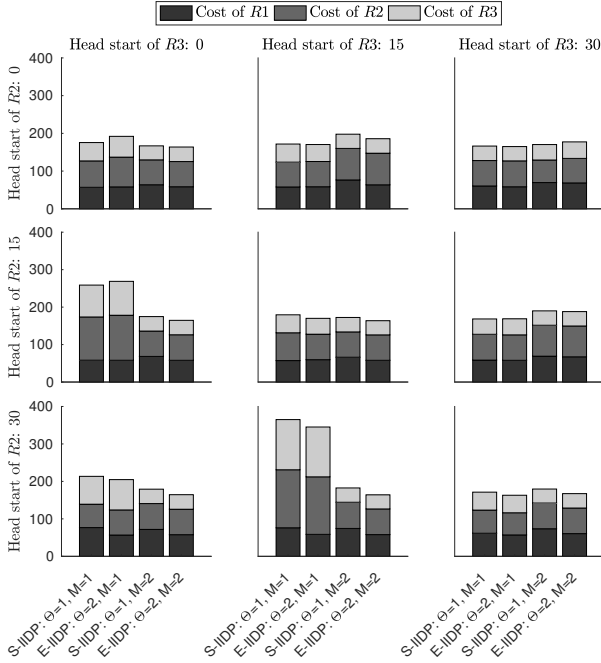 Cost of R1 Cost of R2 Cost of R3
Head start of R3: 0 Head start of R3: 15 Head start of R3: 30
Head start of R2: 0
400
300
200
100
0
Head start of R2: 15
400
300
200
100
0
Head start of R2: 30
400
300
200
100
0
S-IIDP: Θ=1, M=1
E-IIDP: Θ=2, M=1
S-IIDP: Θ=1, M=2
E-IIDP: Θ=2, M=2
S-IIDP: Θ=1, M=1
E-IIDP: Θ=2, M=1
S-IIDP: Θ=1, M=2
E-IIDP: Θ=2, M=2
S-IIDP: Θ=1, M=1
E-IIDP: Θ=2, M=1
S-IIDP: Θ=1, M=2
E-IIDP: Θ=2, M=2